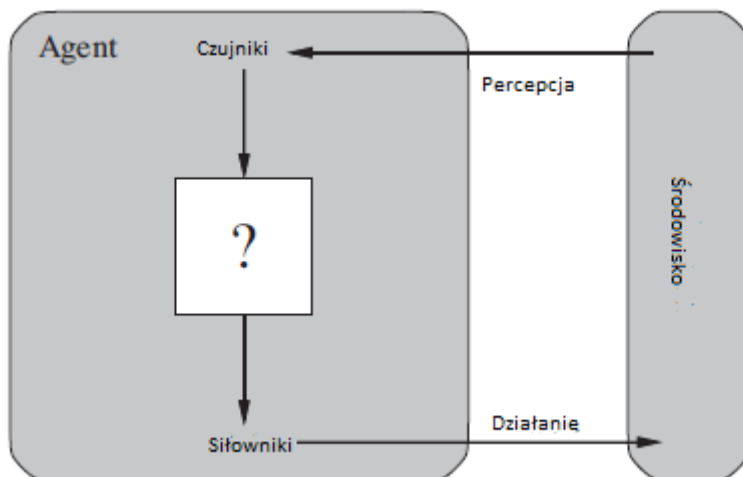 Agent
Czujniki
Percepcja
?
Środowisko
Działanię
Siłowniki